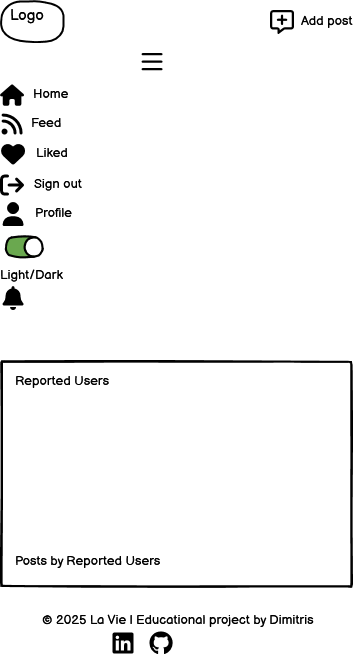 Logo
Add post
Home
Feed
Liked
Sign out
Profile
Light/Dark
Reported Users
Posts by Reported Users
© 2025 La Vie I Educational project by Dimitris